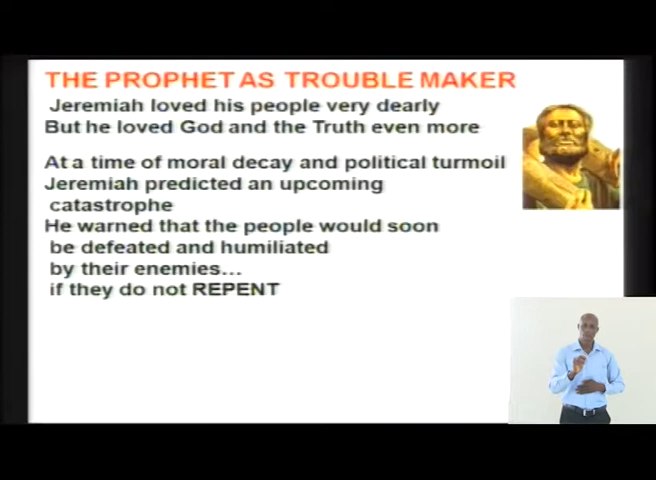 THE PROPHET AS TROUBLE MAKER
Jeremiah loved his people very dearly
But he loved God and the Truth even more
At a time of moral decay and political turmoil
Jeremiah predicted an upcoming
catastrophe
He warned that the people would soon
be defeated and humiliated
by their enemies...
if they do not REPENT